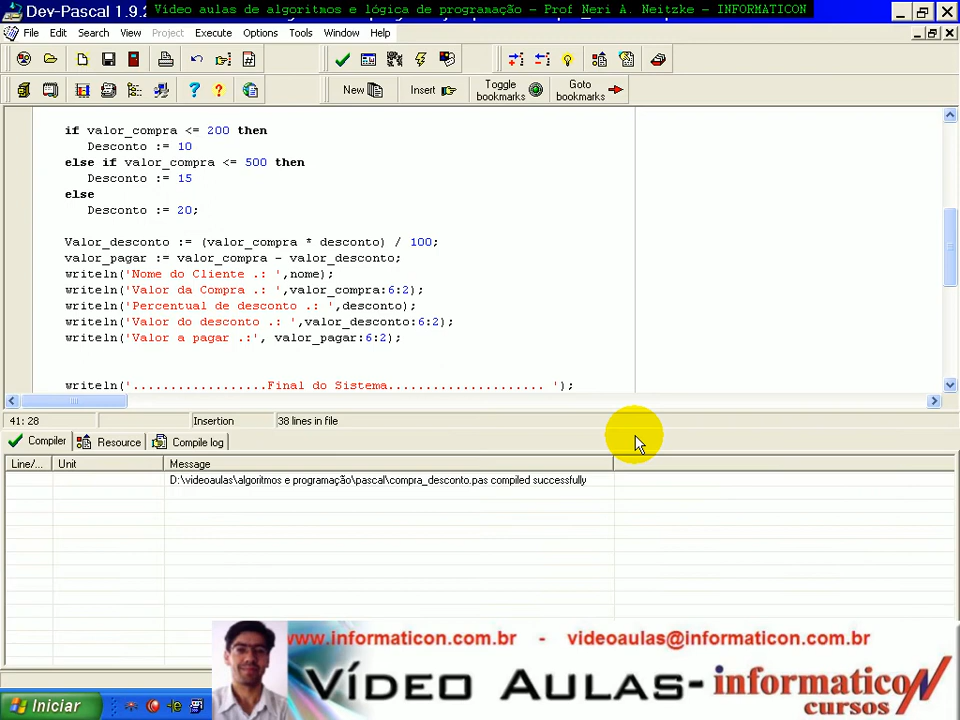 Dev-Pascal 1.9.2
Vídeo aulas de algoritmos e lógica de programação – Prof Neri A. Neitzke – INFORMATICON
File Edit Search View Project Execute Options Tools Window Help
New Insert Toggle bookmarks Goto bookmarks
if valor_compra <= 200 then
Desconto := 10
else if valor_compra <= 500 then
Desconto := 15
else
Desconto := 20;
Valor_desconto := (valor_compra * desconto) / 100;
valor_pagar := valor_compra - valor_desconto;
writeln('Nome do Cliente .: ',nome);
writeln('Valor da Compra .: ',valor_compra:6:2);
writeln('Percentual de desconto .: ',desconto);
writeln('Valor do desconto .: ',valor_desconto:6:2);
writeln('Valor a pagar .:', valor_pagar:6:2);
writeln('..................Final do Sistema..................... ');
41: 28 Insertion 38 lines in file
Compiler Resource Compile log
Line/... Unit Message
D:\videoaulas\algoritmos e programação\pascal\compra_desconto.pas compiled successfully
www.informaticon.br - videoaulas@informaticon.com.br
Vídeo Aulas- informaticon
cursos
Iniciar